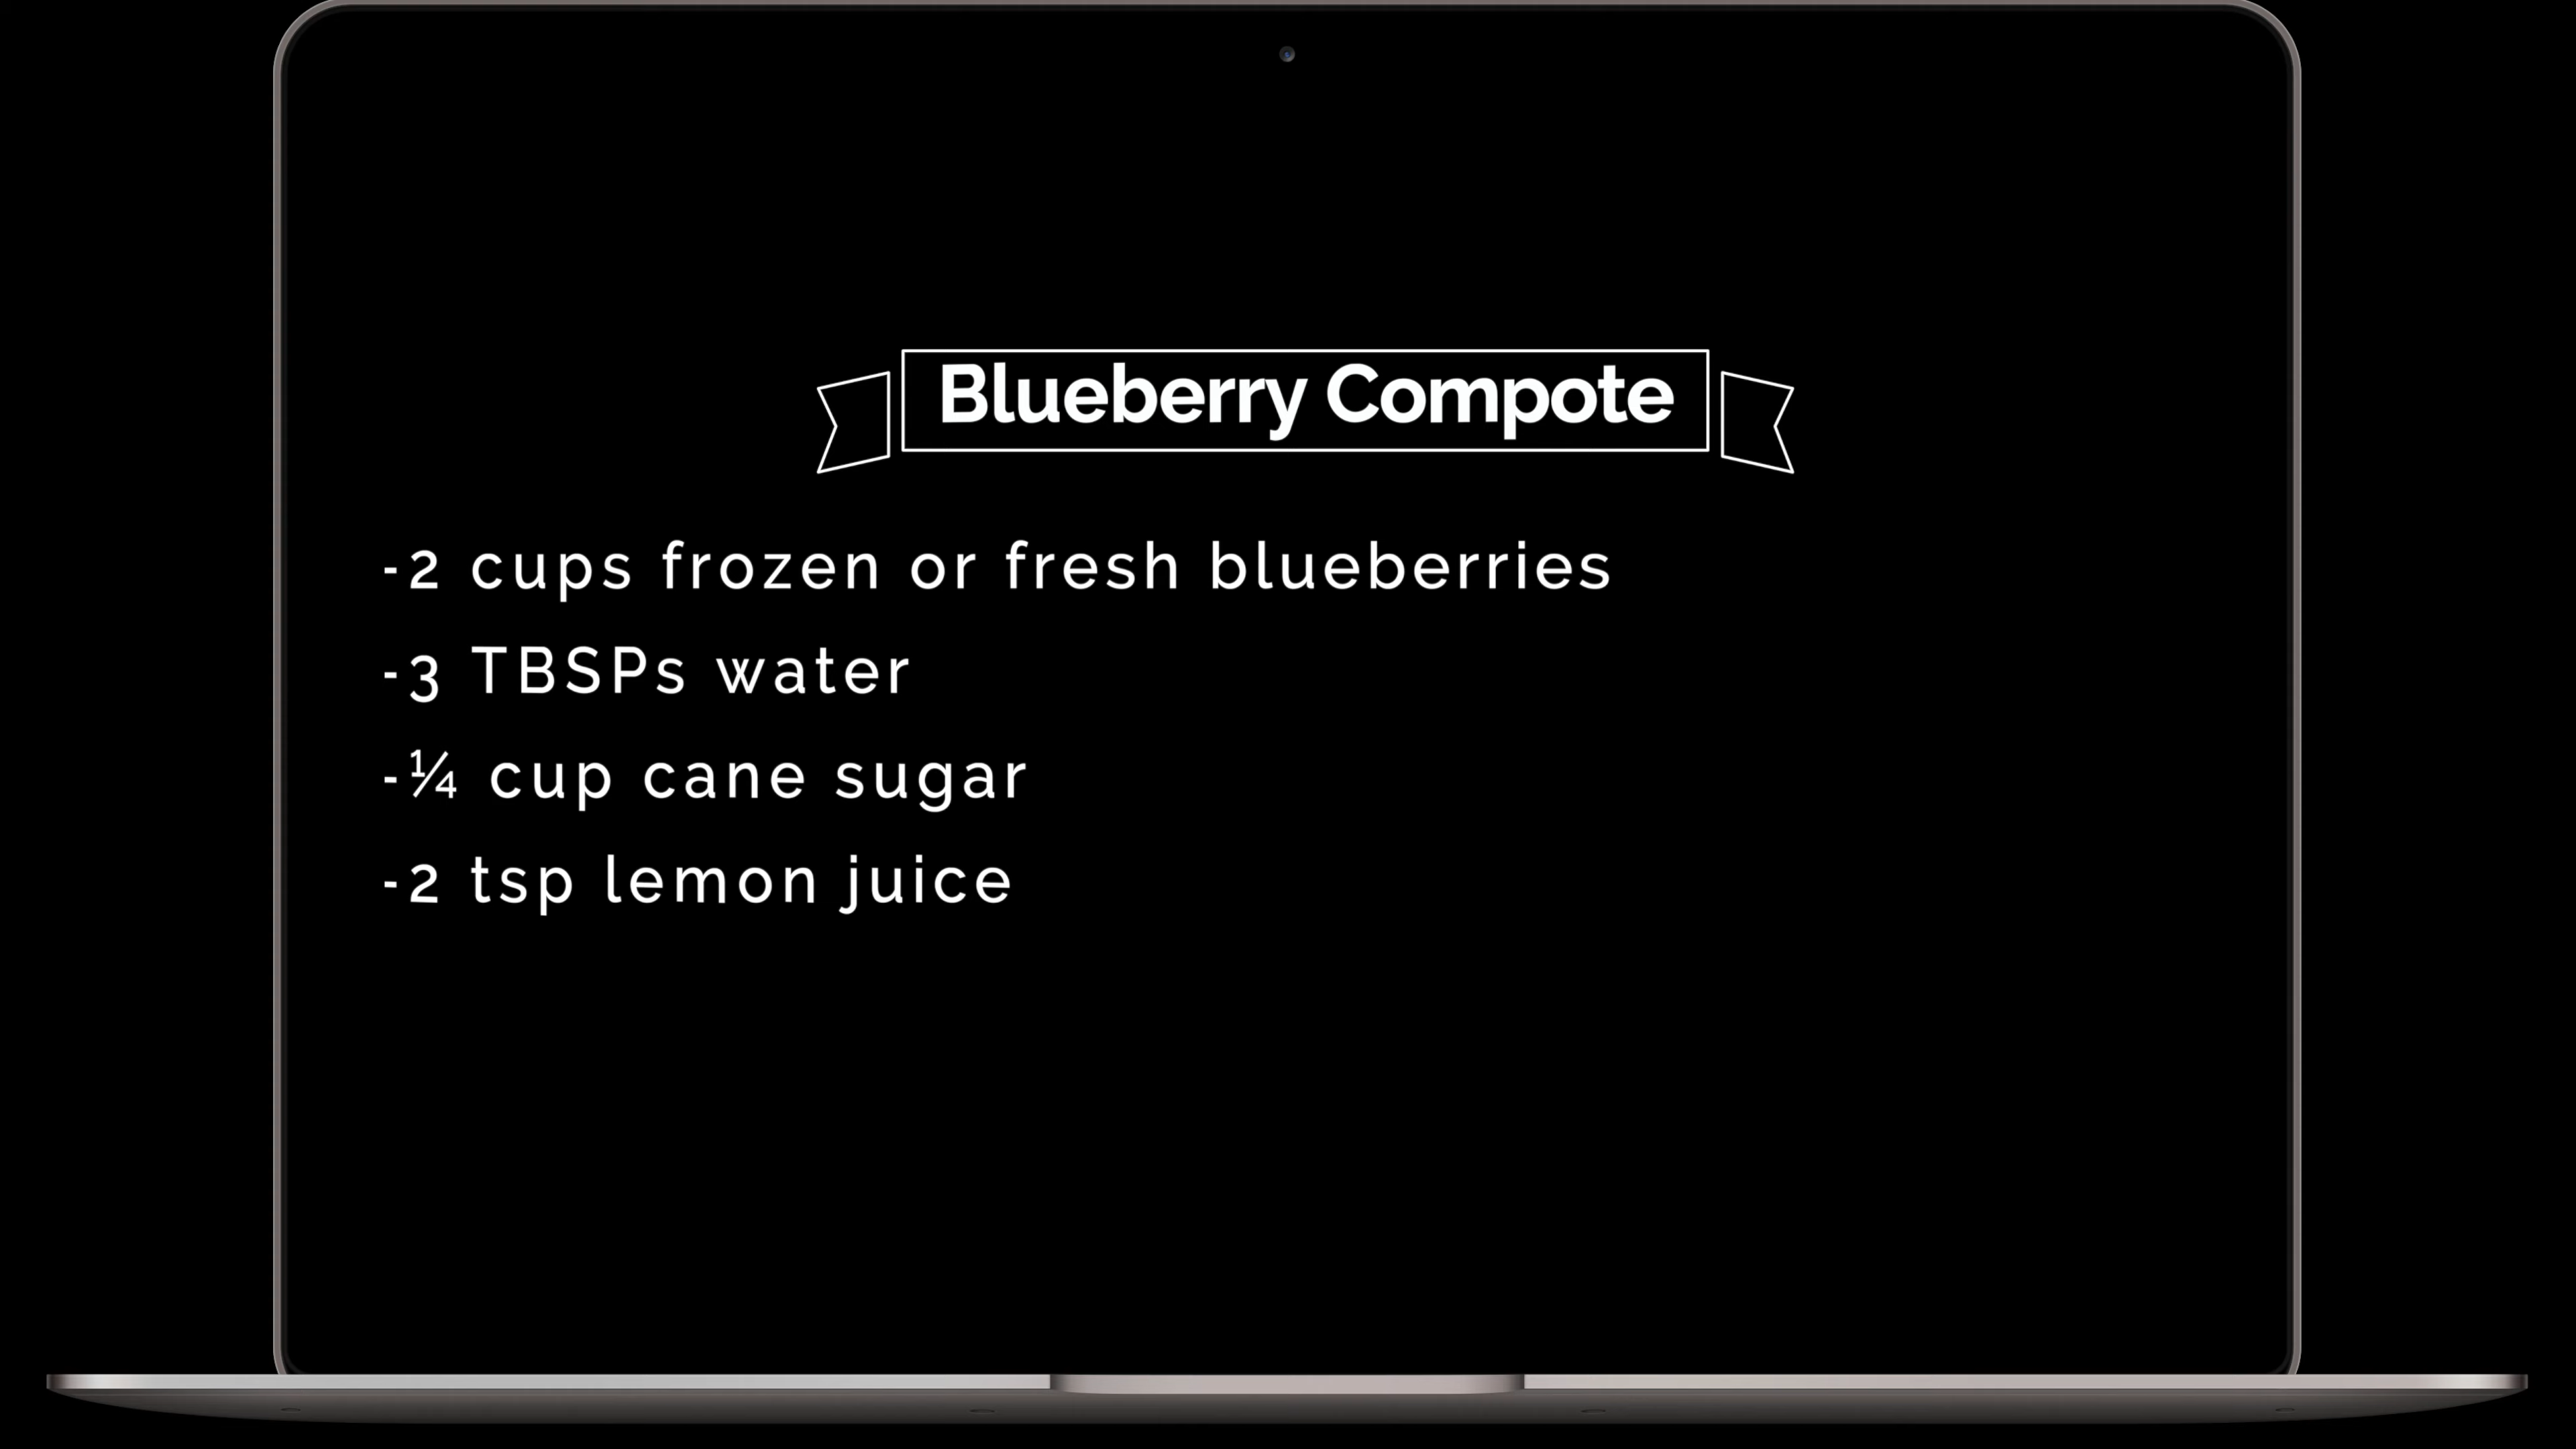 Blueberry Compote
-2 cups frozen or fresh blueberries
-3 TBSPs water
-¼ cup cane sugar
-2 tsp lemon juice